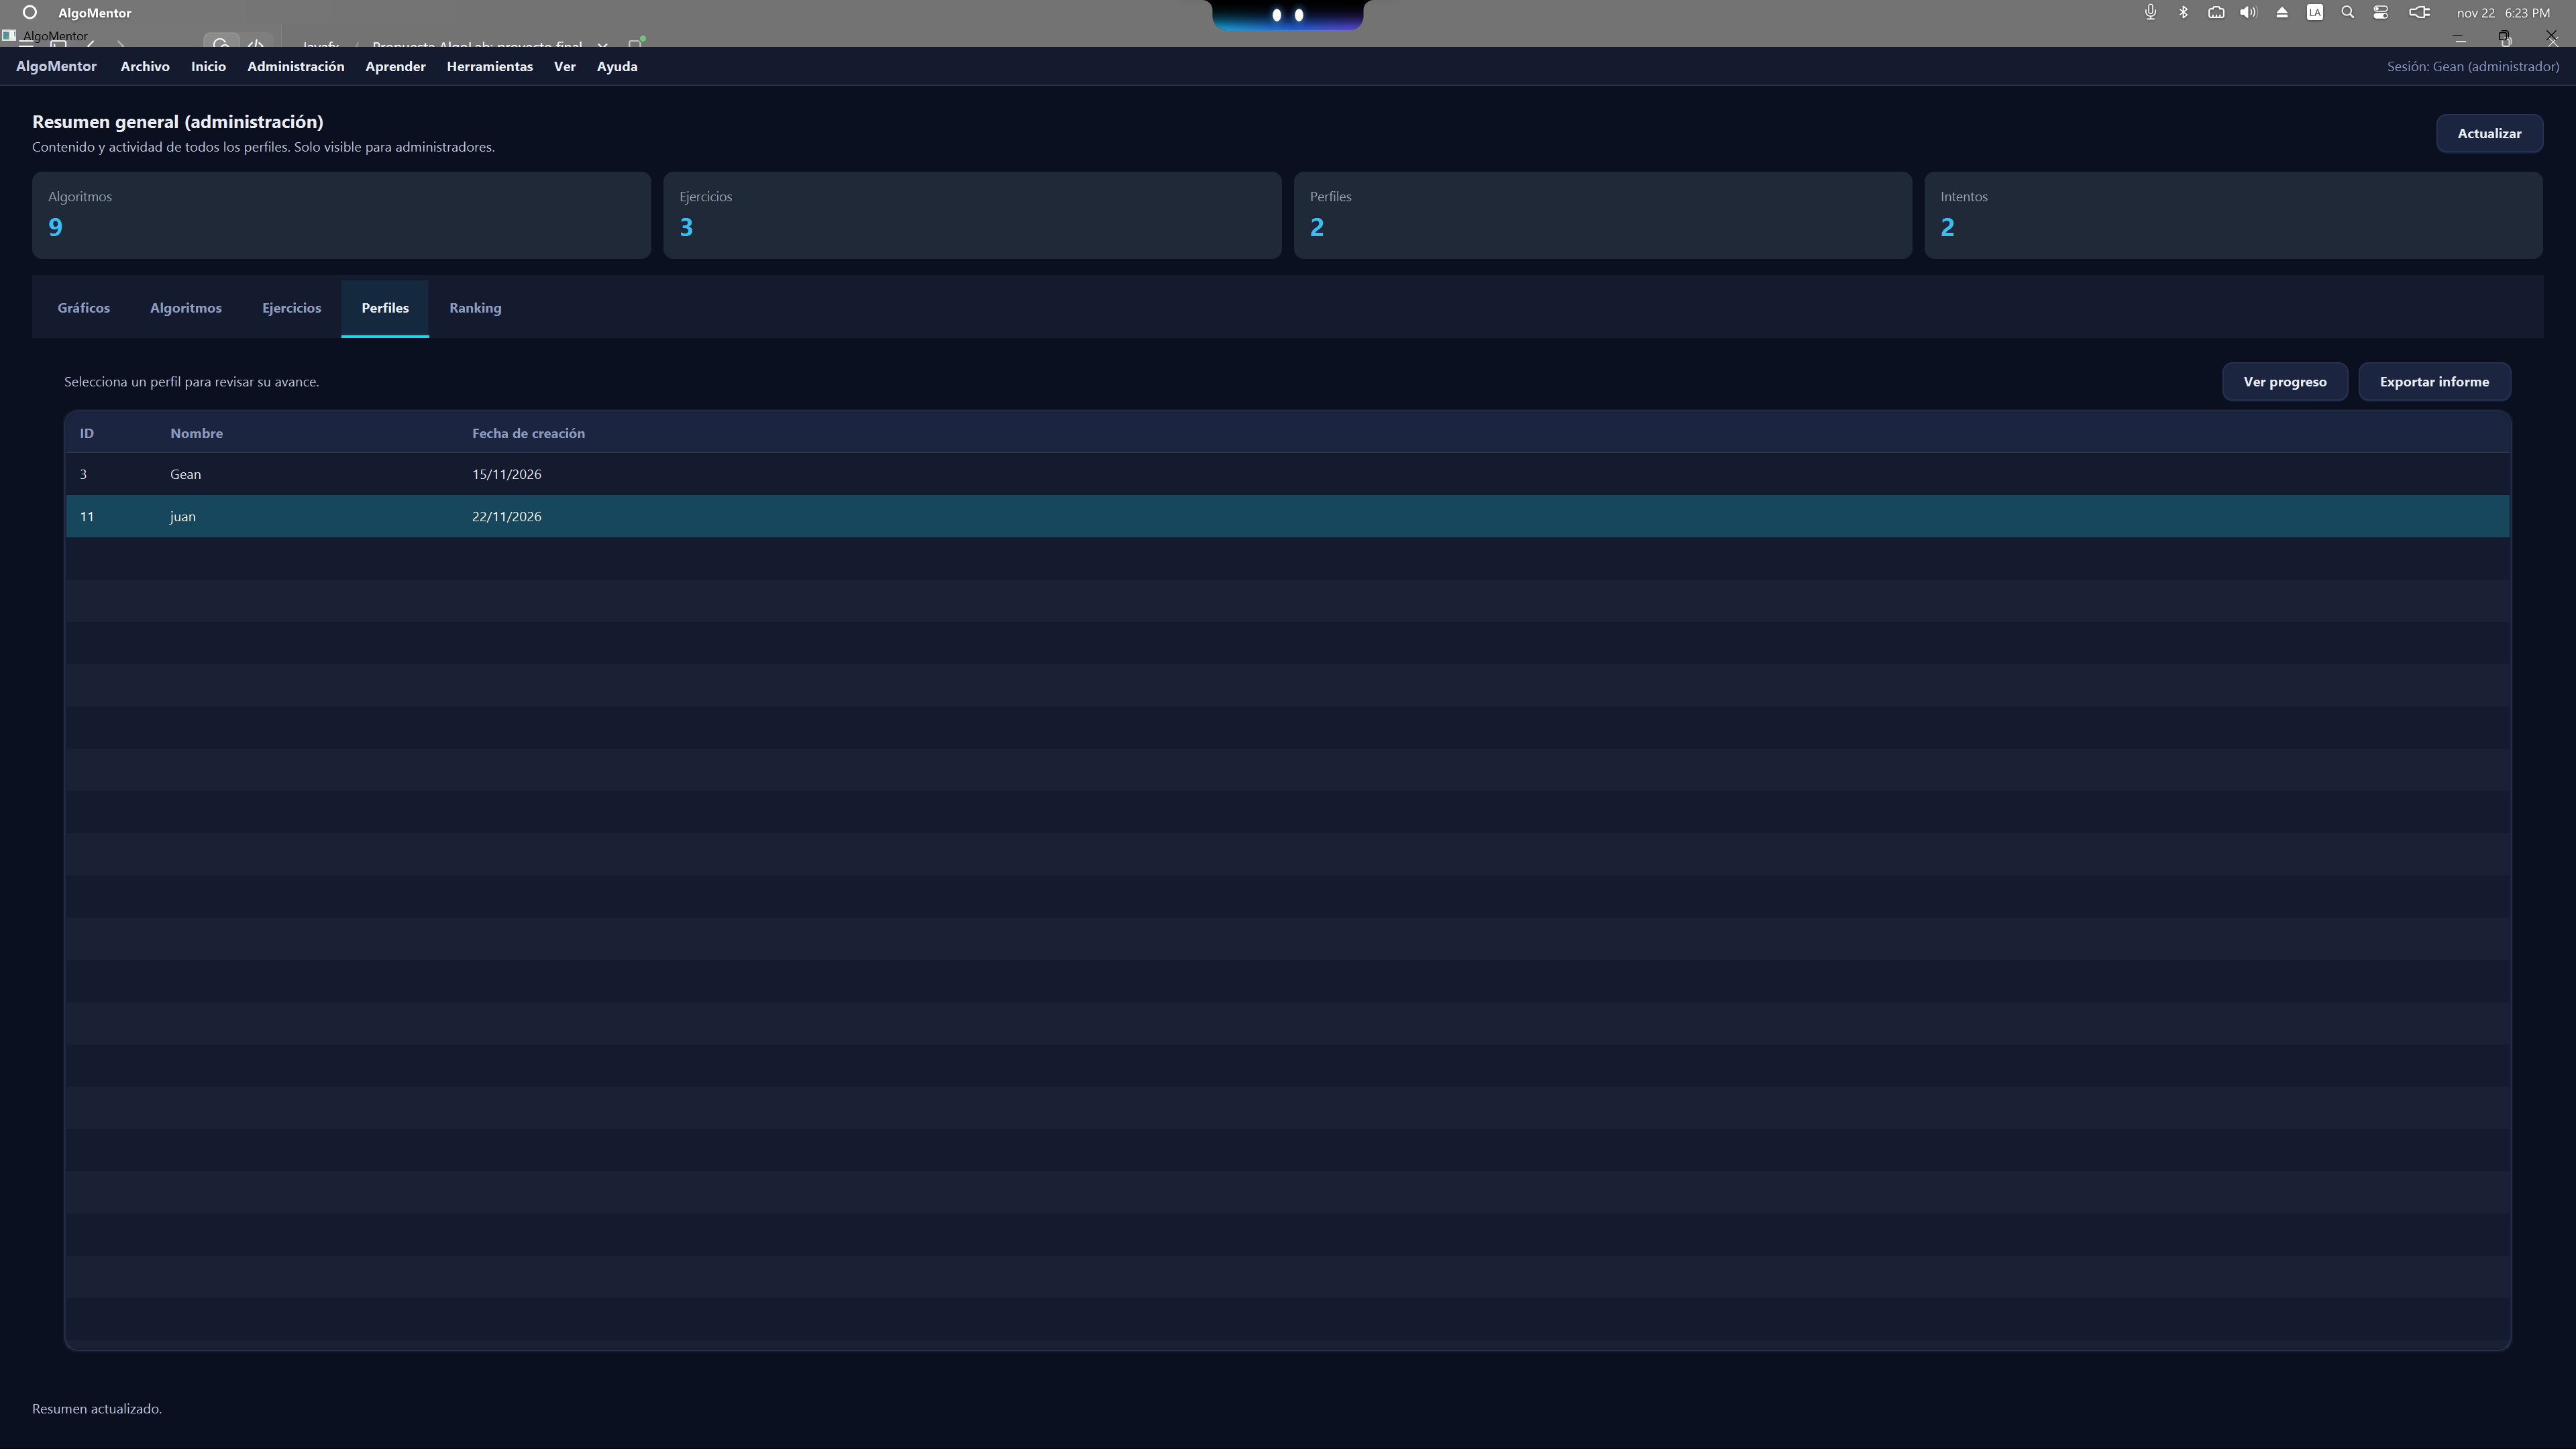 AlgoMentor
LA
nov 22 6:23 PM
AlgoMentor
AlgoMentor Archivo Inicio Administración Aprender Herramientas Ver Ayuda
Sesión: Gean (administrador)
Resumen general (administración)
Contenido y actividad de todos los perfiles. Solo visible para administradores.
Actualizar
Algoritmos
9
Ejercicios
3
Perfiles
2
Intentos
2
Gráficos Algoritmos Ejercicios Perfiles Ranking
Selecciona un perfil para revisar su avance.
Ver progreso Exportar informe
ID Nombre Fecha de creación
3 Gean 15/11/2026
11 juan 22/11/2026
Resumen actualizado.